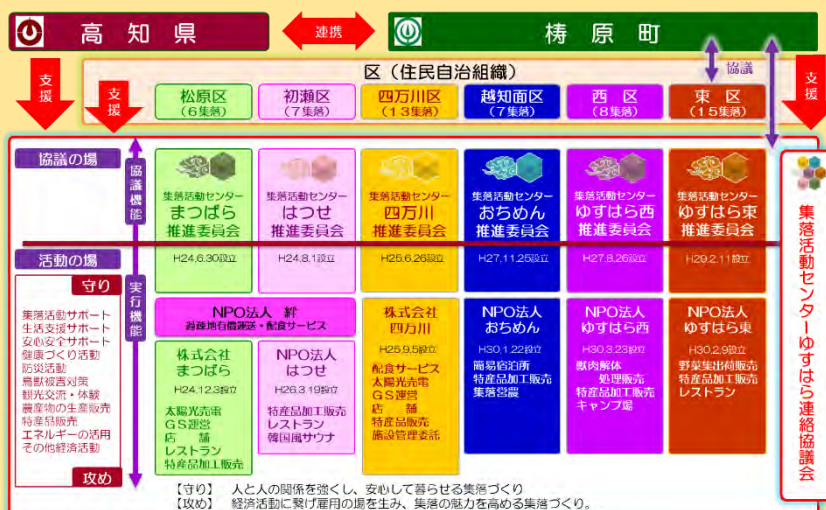 高知県
連携
梼原町
支援
支援
区（住民自治組織）
協議
支援
松原区
（6集落）
初瀬区
（7集落）
四万川区
（13集落）
越知面区
（7集落）
西区
（8集落）
東区
（15集落）
協議の場
協議機能
集落活動センター
まつばら
推進委員会
H24.6.30設立
集落活動センター
はつせ
推進委員会
H24.8.1設立
集落活動センター
四万川
推進委員会
H25.6.26設立
集落活動センター
おちめん
推進委員会
H27.11.25設立
集落活動センター
ゆすはら西
推進委員会
H27.8.26設立
集落活動センター
ゆすはら東
推進委員会
H29.2.11設立
集落活動センターゆすはら連絡協議会
活動の場
実行機能
守り
集落活動サポート
生活支援サポート
安心安全サポート
健康づくり活動
防災活動
鳥獣被害対策
観光交流・体験
農産物の生産販売
特産品販売
エネルギーの活用
その他経済活動
攻め
NPO法人 絆
過疎地有償運送・配食サービス
株式会社
まつばら
H24.12.3設立
太陽光売電
GS運営
店舗
レストラン
特産品加工販売
NPO法人
はつせ
H26.3.19設立
特産品加工販売
レストラン
韓国風サウナ
株式会社
四万川
H25.9.5設立
配食サービス
太陽光売電
GS運営
店舗
特産品販売
施設管理委託
NPO法人
おちめん
H30.1.22設立
簡易宿泊所
特産品加工販売
集落営農
NPO法人
ゆすはら西
H30.3.23設立
獣肉解体
処理販売
特産品加工販売
キャンプ場
NPO法人
ゆすはら東
H30.2.9設立
野菜集出荷販売
特産品加工販売
レストラン
【守り】 人と人の関係を強くし、安心して暮らせる集落づくり
【攻め】 経済活動に繋げ雇用の場を生み、集落の魅力を高める集落づくり。